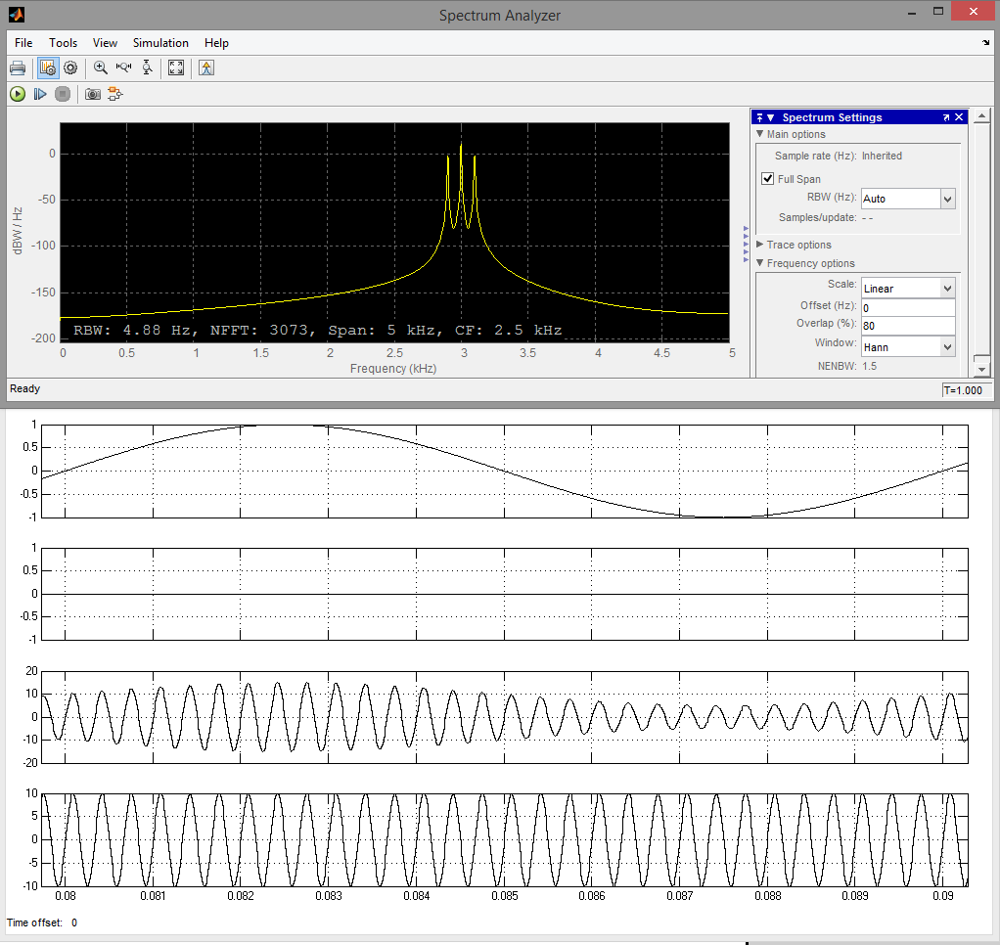 Spectrum Analyzer
File Tools View Simulation Help
Spectrum Settings
Main options
Sample rate (Hz): Inherited
Full Span
RBW (Hz): Auto
Samples/update: - -
Trace options
Frequency options
Scale: Linear
Offset (Hz): 0
Overlap (%): 80
Window: Hann
NENBW: 1.5
dBW / Hz
0
-50
-100
-150
-200
RBW: 4.88 Hz, NFFT: 3073, Span: 5 kHz, CF: 2.5 kHz
0 0.5 1 1.5 2 2.5 3 3.5 4 4.5 5
Frequency (kHz)
Ready
T=1.000
1
0.5
0
-0.5
-1
1
0.5
0
-0.5
-1
20
10
0
-10
-20
10
5
0
-5
-10
0.08 0.081 0.082 0.083 0.084 0.085 0.086 0.087 0.088 0.089 0.09
Time offset: 0